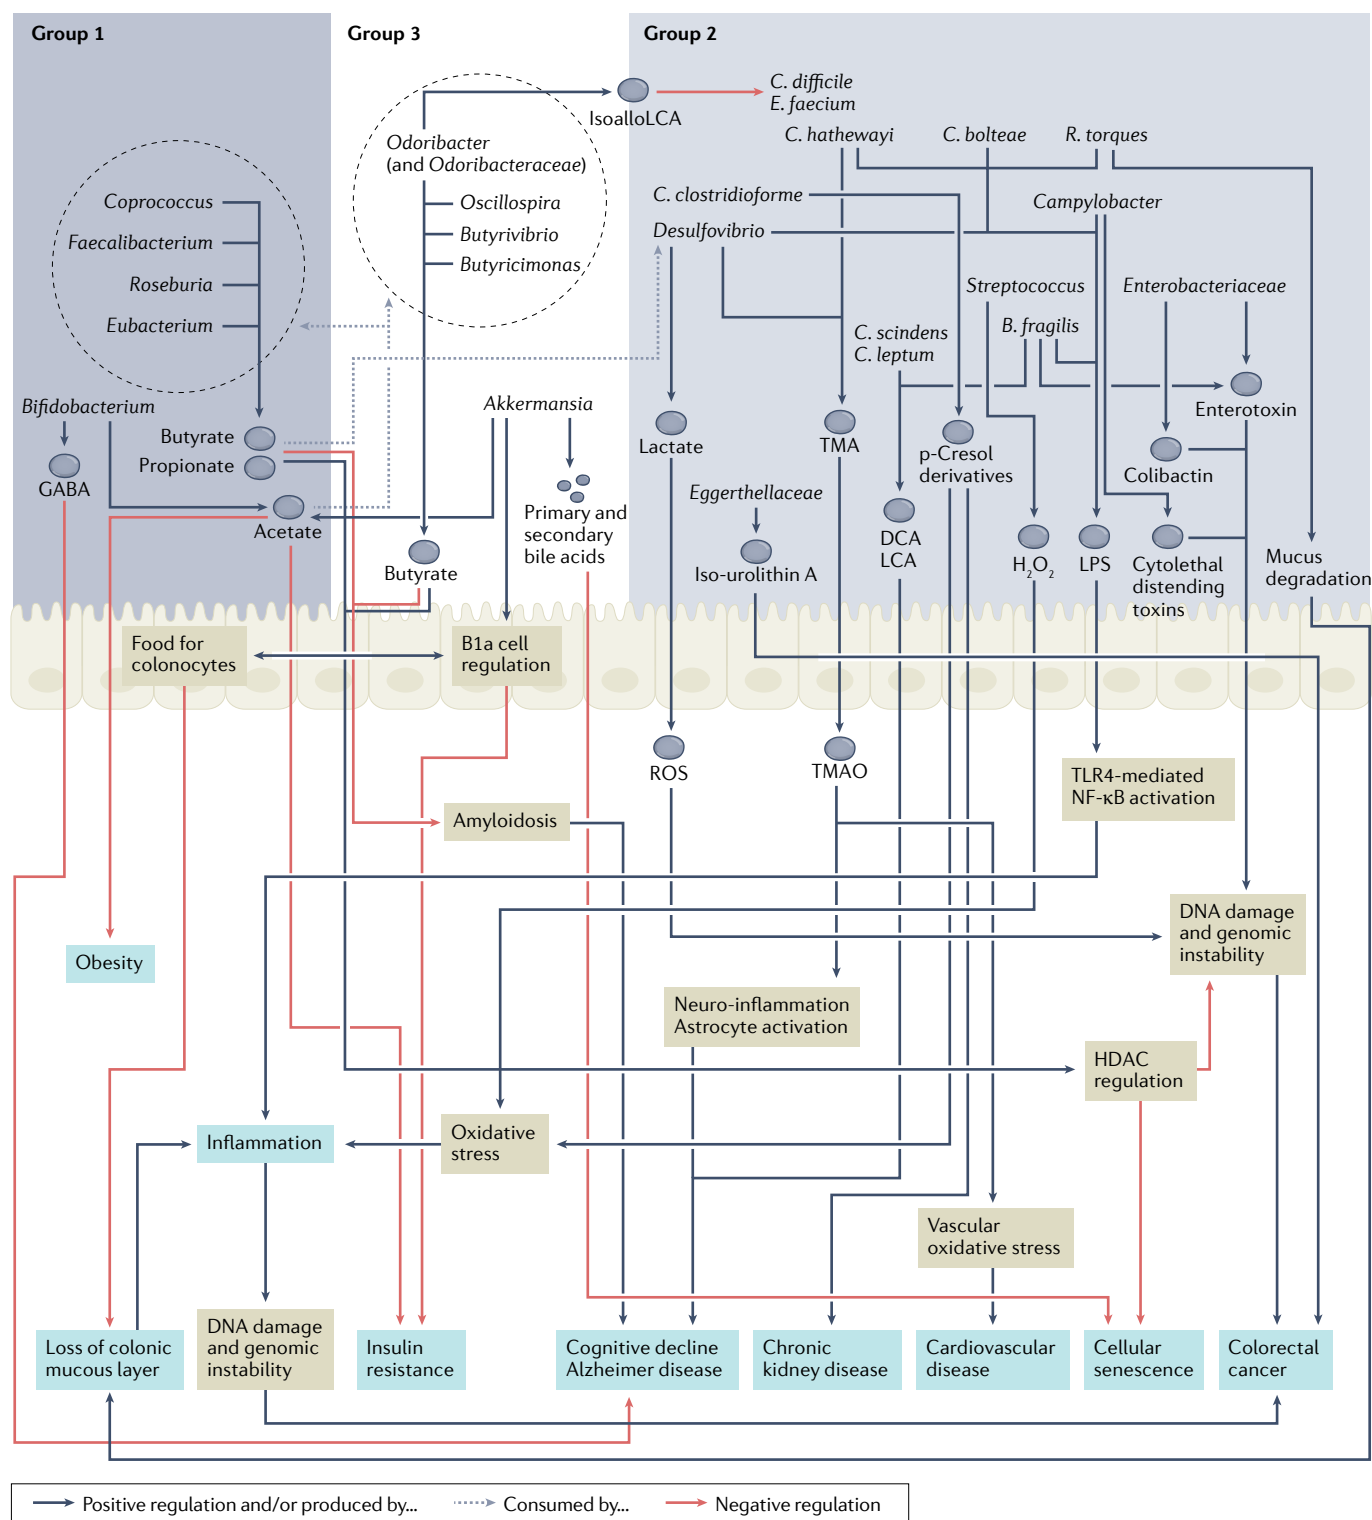 Group 1
Group 3
Group 2
IsoalloLCA
C. difficile
E. faecium
Odoribacter
(and Odoribacteraceae)
C. hathewayi
C. bolteae
R. torques
Coprococcus
Faecalibacterium
Roseburia
Eubacterium
Oscillospira
Butyrivibrio
Butyricimonas
C. clostridioforme
Desulfovibrio
Campylobacter
Streptococcus
Enterobacteriaceae
B. fragilis
C. scindens
C. leptum
Bifidobacterium
Butyrate
Propionate
GABA
Acetate
Akkermansia
Primary and
secondary
bile acids
Butyrate
Lactate
TMA
p-Cresol
derivatives
Enterotoxin
Colibactin
Eggerthellaceae
Iso-urolithin A
DCA
LCA
H2O2
LPS
Cytolethal
distending
toxins
Mucus
degradation
Food for
colonocytes
B1a cell
regulation
ROS
TMAO
TLR4-mediated
NF-κB activation
Amyloidosis
Obesity
DNA damage
and genomic
instability
Neuro-inflammation
Astrocyte activation
HDAC
regulation
Inflammation
Oxidative
stress
Vascular
oxidative stress
Loss of colonic
mucous layer
DNA damage
and genomic
instability
Insulin
resistance
Cognitive decline
Alzheimer disease
Chronic
kidney disease
Cardiovascular
disease
Cellular
senescence
Colorectal
cancer
Positive regulation and/or produced by...
Consumed by...
Negative regulation